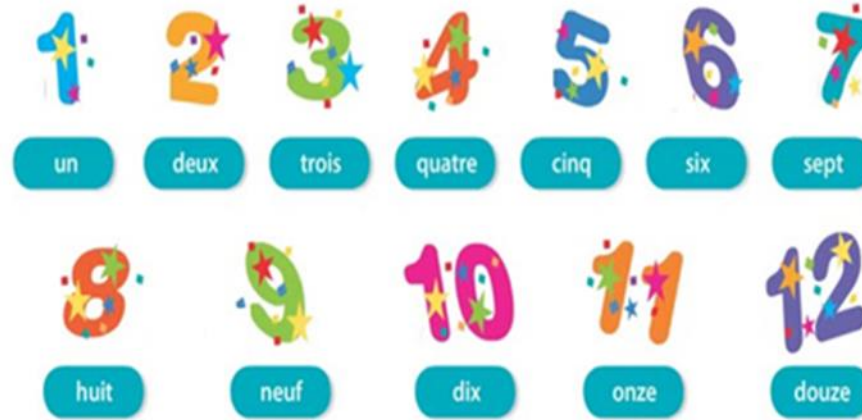 1 2 3 4 5 6 7
un deux trois quatre cinq six sept
8 9 10 11 12
huit neuf dix onze douze